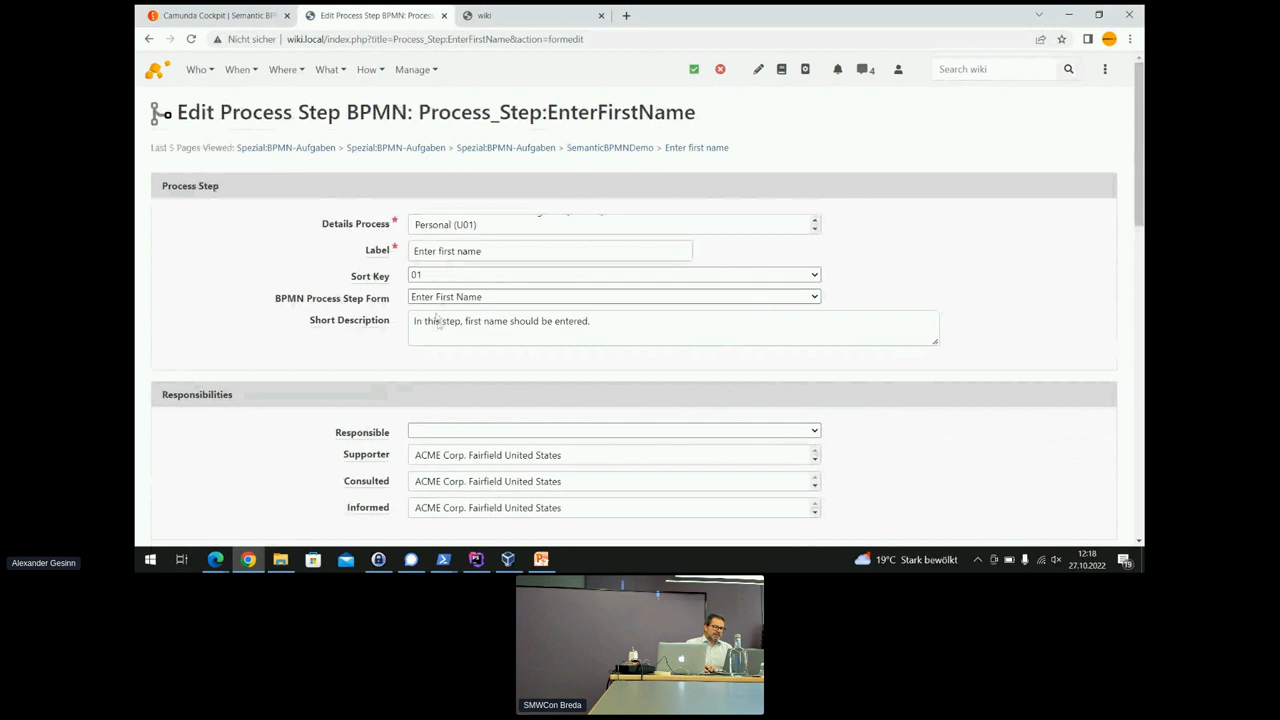 Camunda Cockpit | Semantic BP
Edit Process Step BPMN: Process
wiki
Nicht sicher
wiki.local/index.php?title=Process_Step:EnterFirstName&action=formedit
Who
When
Where
What
How
Manage
4
Search wiki
Edit Process Step BPMN: Process_Step:EnterFirstName
Last 5 Pages Viewed: Spezial:BPMN-Aufgaben > Spezial:BPMN-Aufgaben > Spezial:BPMN-Aufgaben > SemanticBPMNDemo > Enter first name
Process Step
Details Process *
Personal (U01)
Label *
Enter first name
Sort Key
01
BPMN Process Step Form
Enter First Name
Short Description
In this step, first name should be entered.
Responsibilities
Responsible
Supporter
ACME Corp. Fairfield United States
Consulted
ACME Corp. Fairfield United States
Informed
ACME Corp. Fairfield United States
19°C Stark bewölkt
12:18
27.10.2022
19
Alexander Gesinn
SMWCon Breda